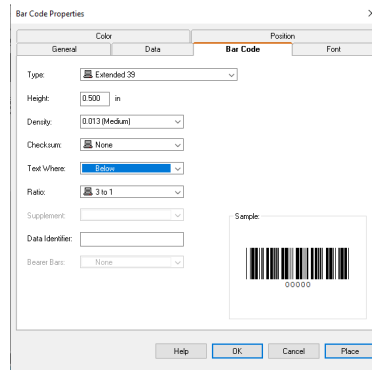 Bar Code Properties
Color Position
General Data Bar Code Font
Type: Extended 39
Height: 0.500 in
Density: 0.013 (Medium)
Checksum: None
Text Where: Below
Ratio: 3 to 1
Supplement:
Data Identifier:
Bearer Bars: None
Sample:
00000
Help OK Cancel Place